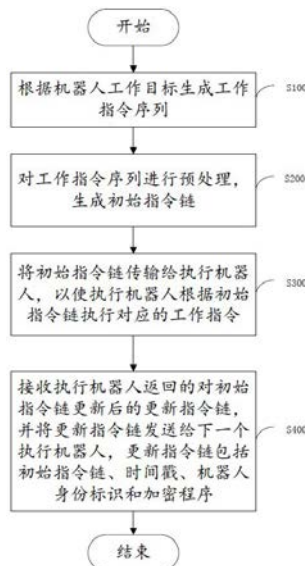 开始
根据机器人工作目标生成工作
指令序列
S100
对工作指令序列进行预处理，
生成初始指令链
S200
将初始指令链传输给执行机器
人，以使执行机器人根据初始
指令链执行对应的工作指令
S300
接收执行机器人返回的对初始
指令链更新后的更新指令链，
并将更新指令链发送给下一个
执行机器人，更新指令链包括
初始指令链、时间戳、机器人
身份标识和加密程序
S400
结束